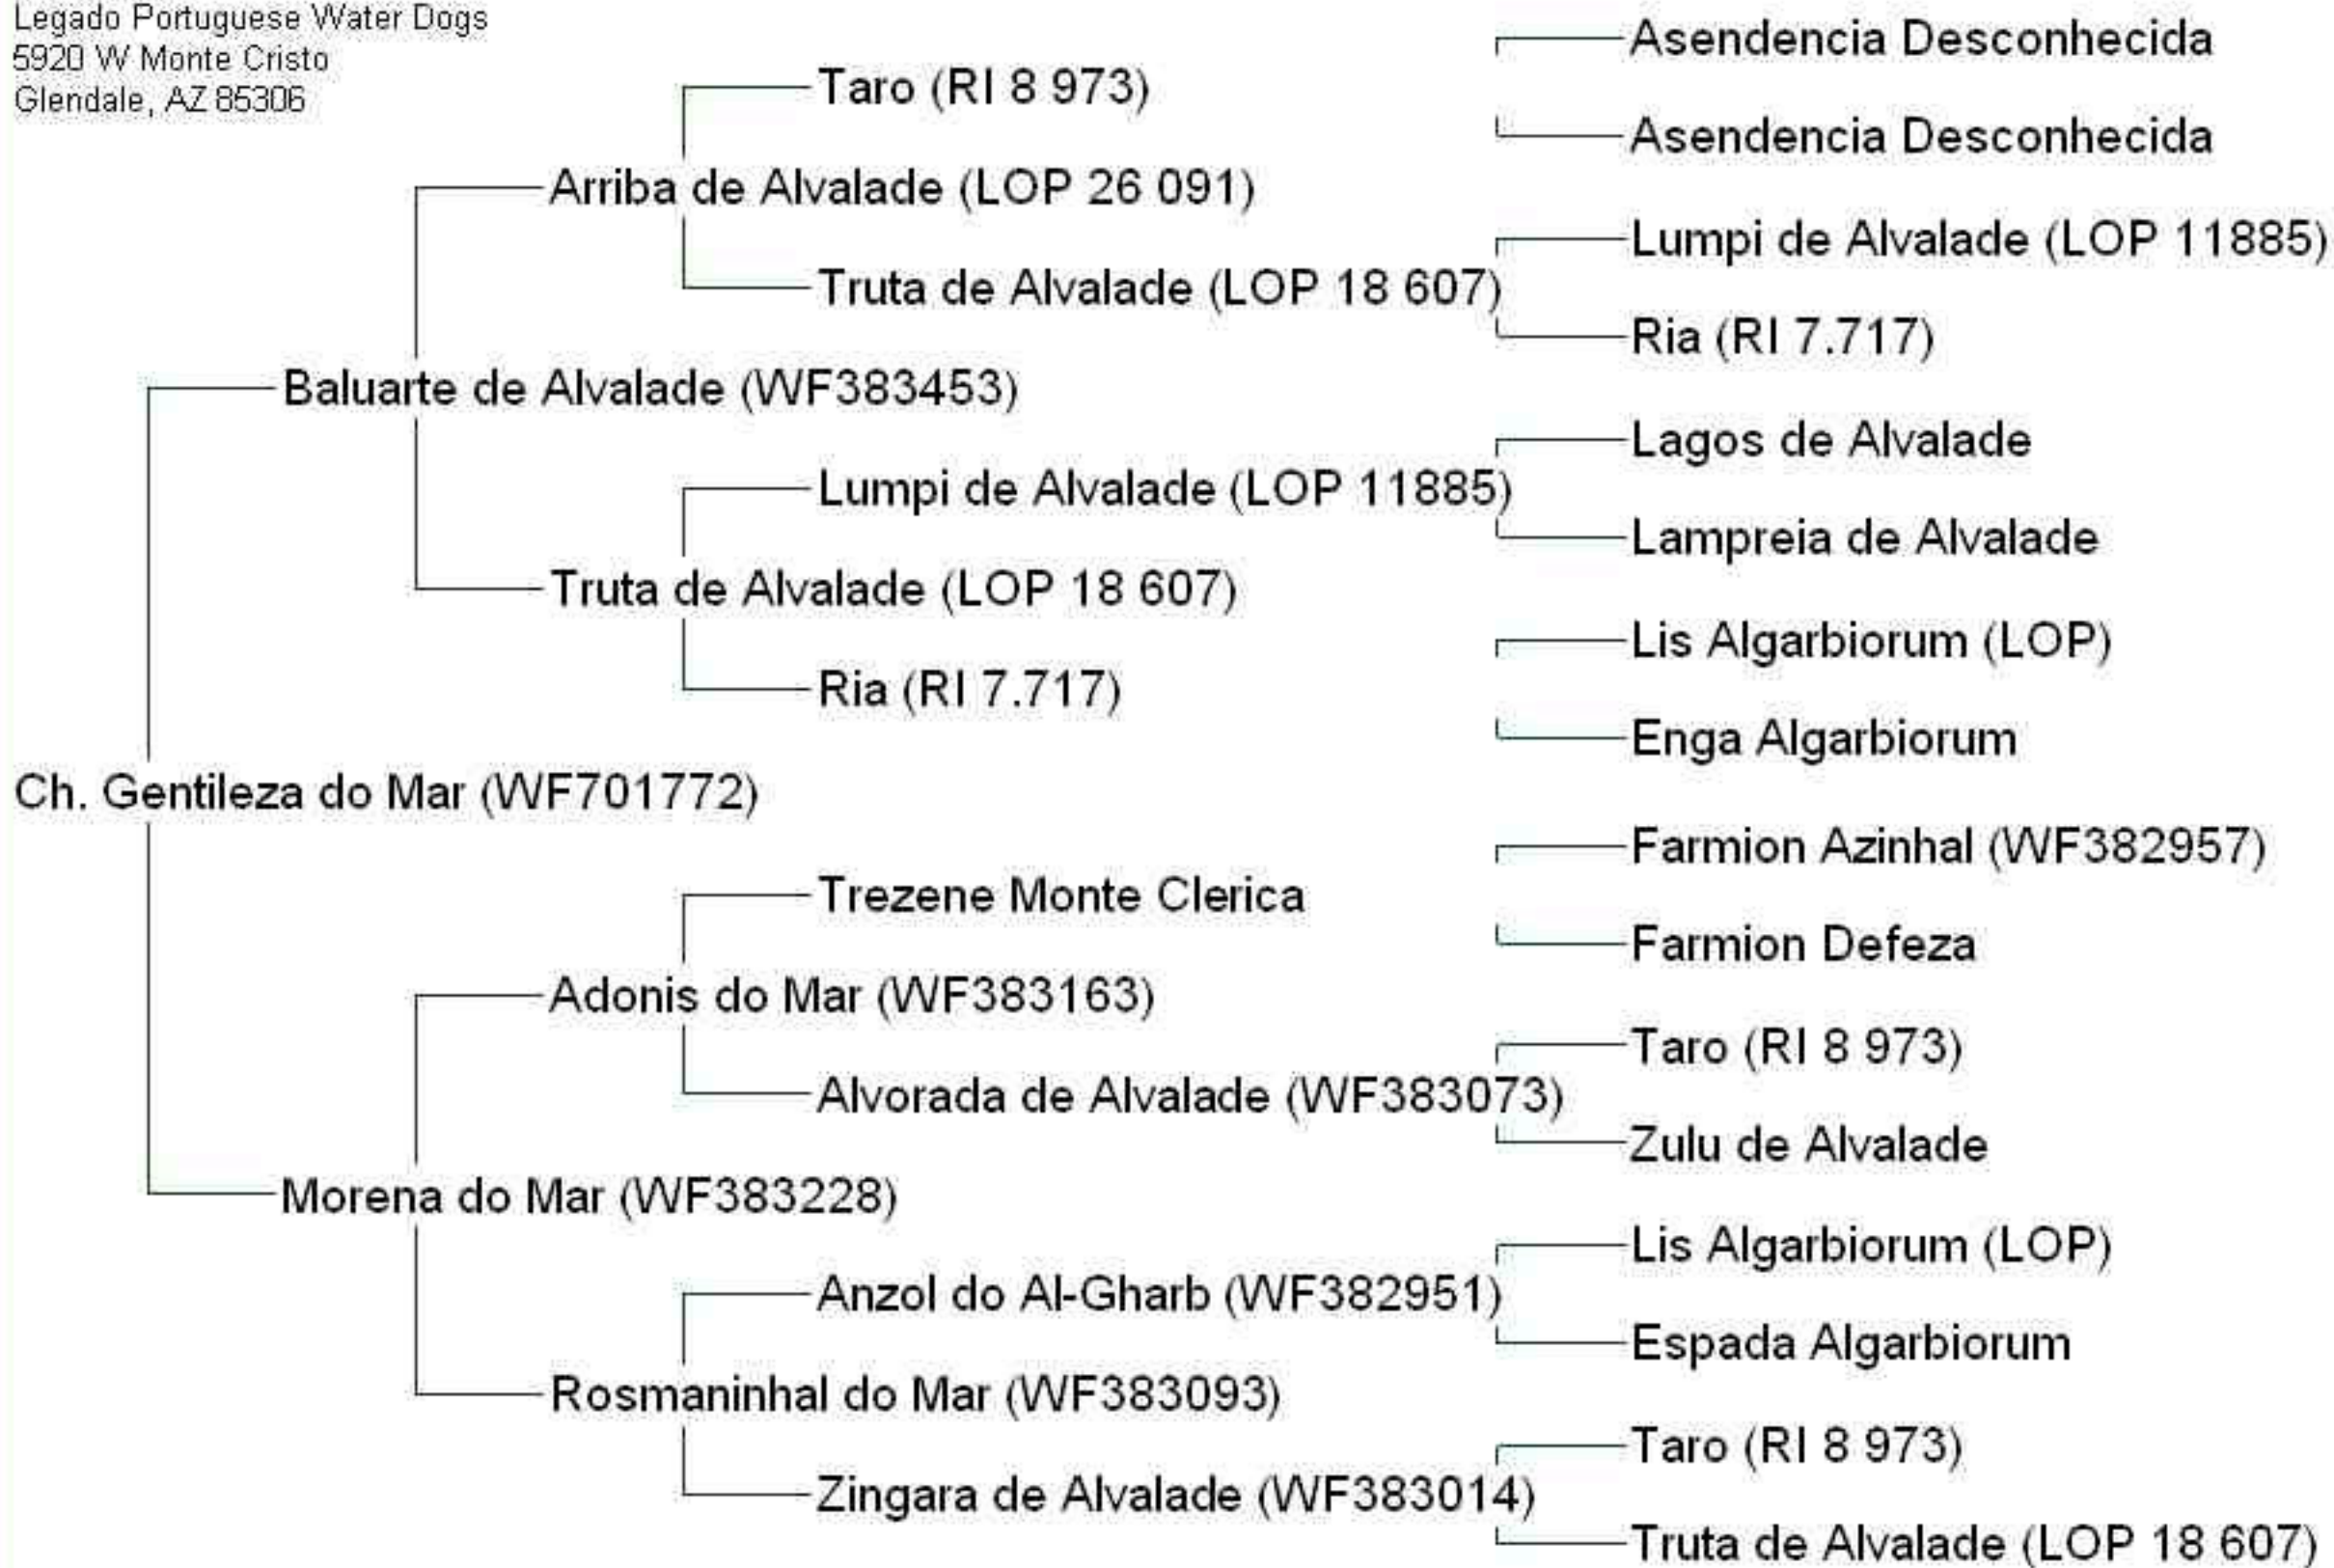 Legado Portuguese Water Dogs
5920 W Monte Cristo
Glendale, AZ 85306
Asendencia Desconhecida
Taro (RI 8 973)
Asendencia Desconhecida
Arriba de Alvalade (LOP 26 091)
Lumpi de Alvalade (LOP 11885)
Truta de Alvalade (LOP 18 607)
Ria (RI 7.717)
Baluarte de Alvalade (WF383453)
Lagos de Alvalade
Lumpi de Alvalade (LOP 11885)
Lampreia de Alvalade
Truta de Alvalade (LOP 18 607)
Lis Algarbiorum (LOP)
Ria (RI 7.717)
Enga Algarbiorum
Ch. Gentileza do Mar (WF701772)
Farmion Azinhal (WF382957)
Trezene Monte Clerica
Farmion Defeza
Adonis do Mar (WF383163)
Taro (RI 8 973)
Alvorada de Alvalade (WF383073)
Zulu de Alvalade
Morena do Mar (WF383228)
Lis Algarbiorum (LOP)
Anzol do Al-Gharb (WF382951)
Espada Algarbiorum
Rosmaninhal do Mar (WF383093)
Taro (RI 8 973)
Zingara de Alvalade (WF383014)
Truta de Alvalade (LOP 18 607)